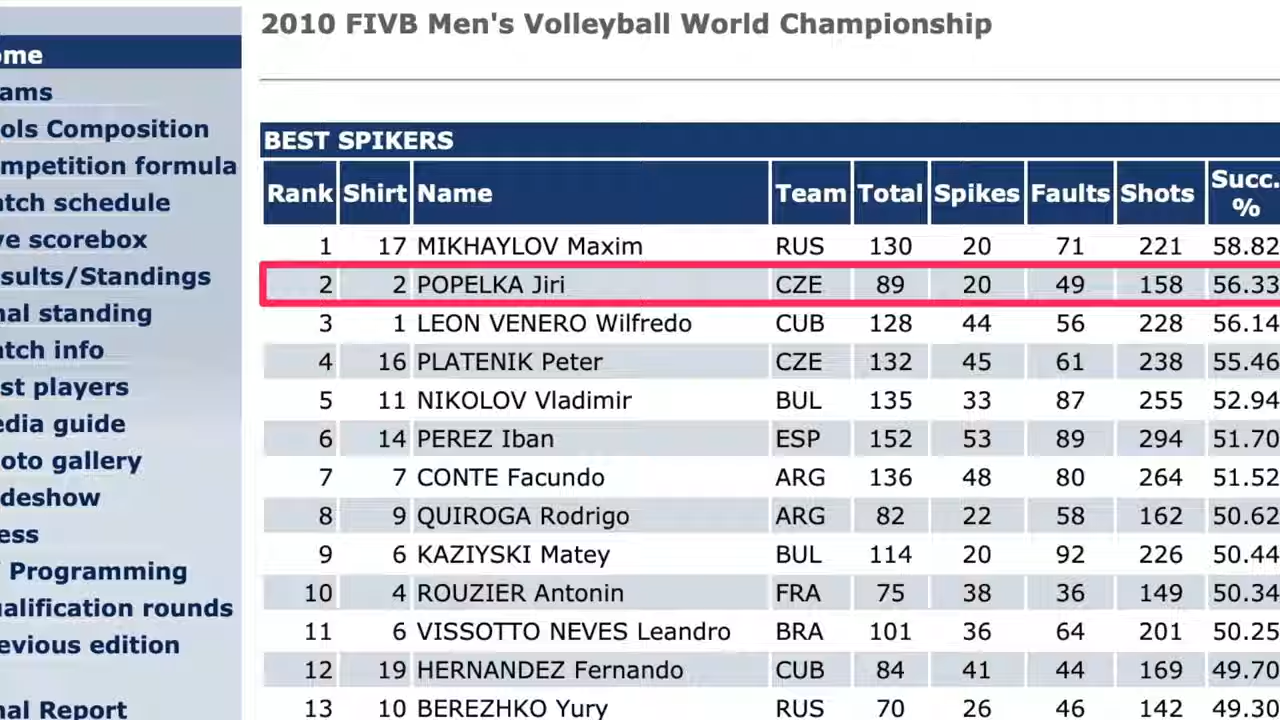 2010 FIVB Men's Volleyball World Championship
ome
ams
ols Composition
mpetition formula
atch schedule
ve scorebox
sults/Standings
nal standing
atch info
st players
edia guide
oto gallery
deshow
ess
Programming
ualification rounds
evious edition
nal Report
BEST SPIKERS
Rank Shirt Name Team Total Spikes Faults Shots Succ. %
1 17 MIKHAYLOV Maxim RUS 130 20 71 221 58.82
2 2 POPELKA Jiri CZE 89 20 49 158 56.33
3 1 LEON VENERO Wilfredo CUB 128 44 56 228 56.14
4 16 PLATENIK Peter CZE 132 45 61 238 55.46
5 11 NIKOLOV Vladimir BUL 135 33 87 255 52.94
6 14 PEREZ Iban ESP 152 53 89 294 51.70
7 7 CONTE Facundo ARG 136 48 80 264 51.52
8 9 QUIROGA Rodrigo ARG 82 22 58 162 50.62
9 6 KAZIYSKI Matey BUL 114 20 92 226 50.44
10 4 ROUZIER Antonin FRA 75 38 36 149 50.34
11 6 VISSOTTO NEVES Leandro BRA 101 36 64 201 50.25
12 19 HERNANDEZ Fernando CUB 84 41 44 169 49.70
13 10 BEREZHKO Yury RUS 70 26 46 142 49.30